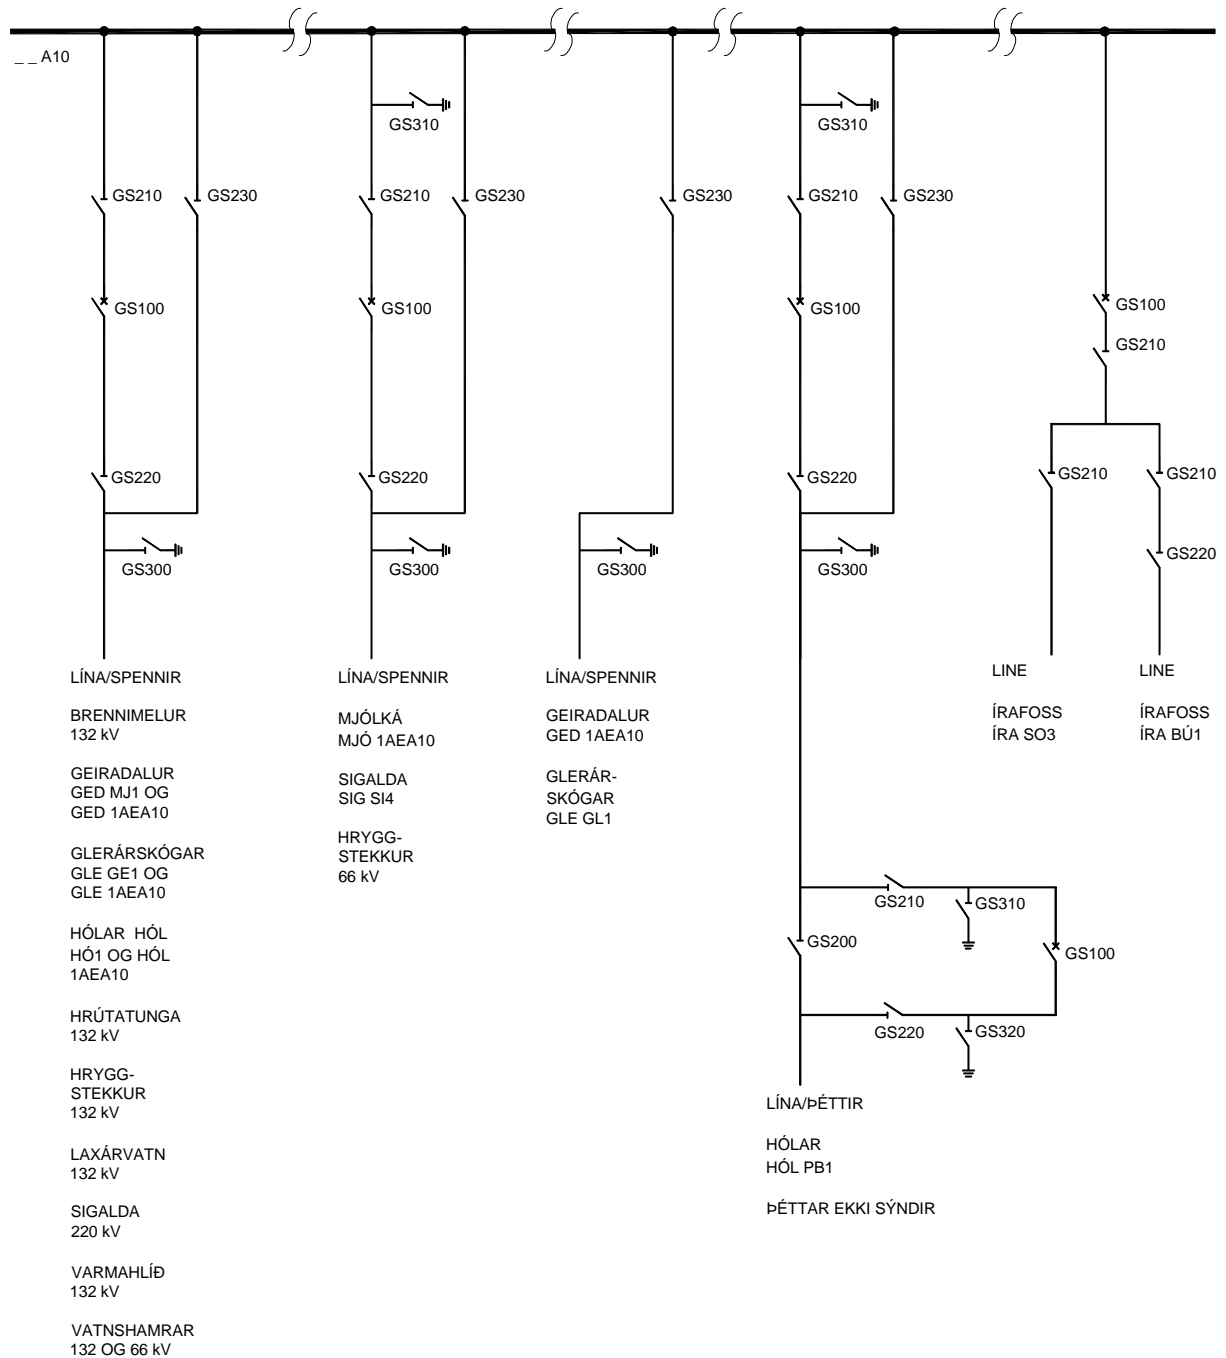 _ _ A10
GS310
GS310
GS210
GS230
GS210
GS230
GS230
GS210
GS230
GS100
GS100
GS100
GS100
GS210
GS220
GS220
GS220
GS210
GS210
GS220
GS300
GS300
GS300
GS300
LÍNA/SPENNIR
BRENNIMELUR
132 kV
GEIRADALUR
GED MJ1 OG
GED 1AEA10
GLERÁRSKÓGAR
GLE GE1 OG
GLE 1AEA10
HÓLAR HÓL
HÓ1 OG HÓL
1AEA10
HRÚTATUNGA
132 kV
HRYGG-
STEKKUR
132 kV
LAXÁRVATN
132 kV
SIGALDA
220 kV
VARMAHLÍÐ
132 kV
VATNSHAMRAR
132 OG 66 kV
LÍNA/SPENNIR
MJÓLKÁ
MJÓ 1AEA10
SIGALDA
SIG SI4
HRYGG-
STEKKUR
66 kV
LÍNA/SPENNIR
GEIRADALUR
GED 1AEA10
GLERÁR-
SKÓGAR
GLE GL1
LINE
ÍRAFOSS
ÍRA SO3
LINE
ÍRAFOSS
ÍRA BÚ1
GS210
GS310
GS200
GS100
GS220
GS320
LÍNA/ÞÉTTIR
HÓLAR
HÓL PB1
ÞÉTTAR EKKI SÝNDIR